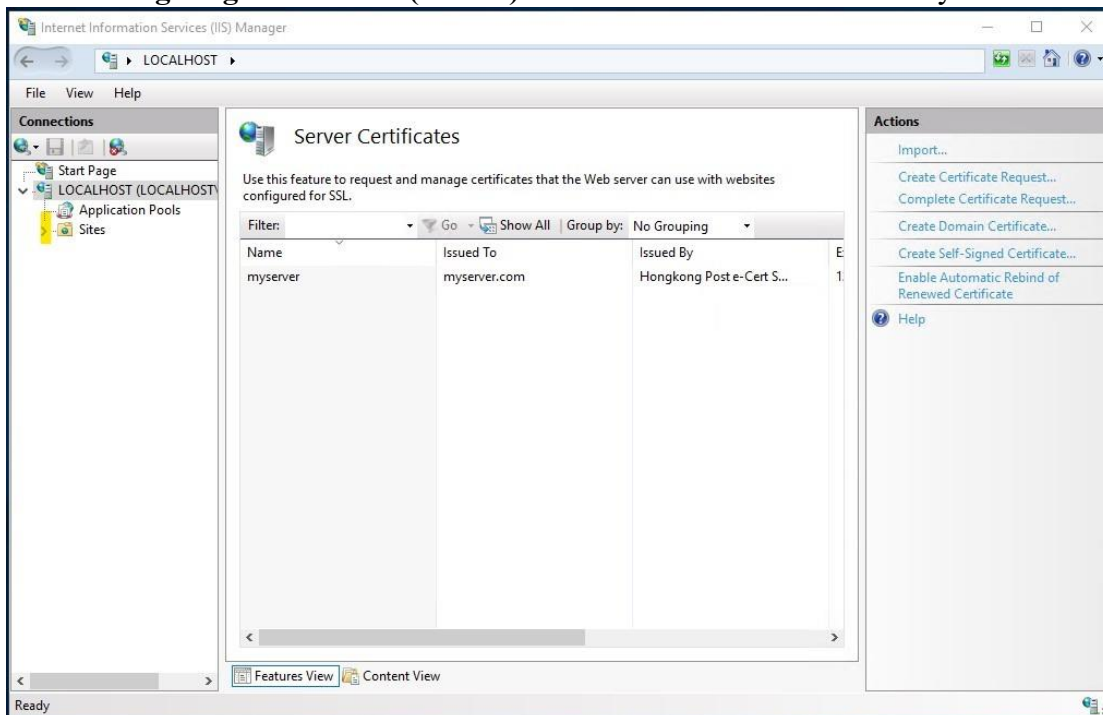 Internet Information Services (IIS) Manager
LOCALHOST
File View Help
Connections
Start Page
LOCALHOST (LOCALHOST\
Application Pools
Sites
Server Certificates
Use this feature to request and manage certificates that the Web server can use with websites
configured for SSL.
Filter: Go Show All Group by: No Grouping
Name Issued To Issued By
myserver myserver.com Hongkong Post e-Cert S...
Features View Content View
Actions
Import...
Create Certificate Request...
Complete Certificate Request...
Create Domain Certificate...
Create Self-Signed Certificate...
Enable Automatic Rebind of
Renewed Certificate
Help
Ready